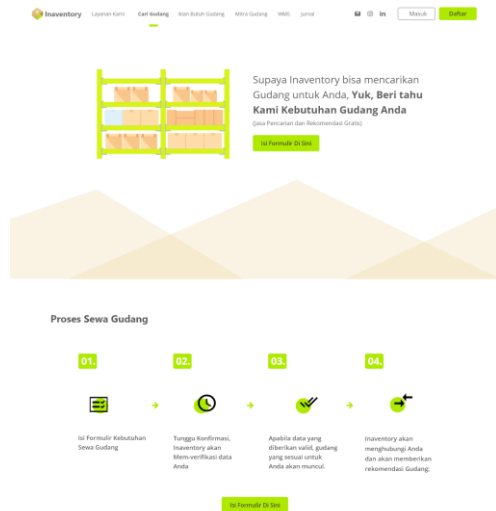 Inaventory
Layanan Kami Cari Gudang Iklan Butuh Gudang Mitra Gudang WMS Jurnal
Masuk
Daftar
Supaya Inaventory bisa mencarikan
Gudang untuk Anda, Yuk, Beri tahu
Kami Kebutuhan Gudang Anda
(Jasa Pencarian dan Rekomendasi Gratis)
Isi Formulir Di Sini
Proses Sewa Gudang
01.
Isi Formulir Kebutuhan
Sewa Gudang
02.
Tunggu Konfirmasi,
Inaventory akan
Mem-verifikasi data
Anda
03.
Apabila data yang
diberikan valid, gudang
yang sesuai untuk
Anda akan muncul.
04.
Inaventory akan
menghubungi Anda
dan akan memberikan
rekomendasi Gudang:
Isi Formulir Di Sini